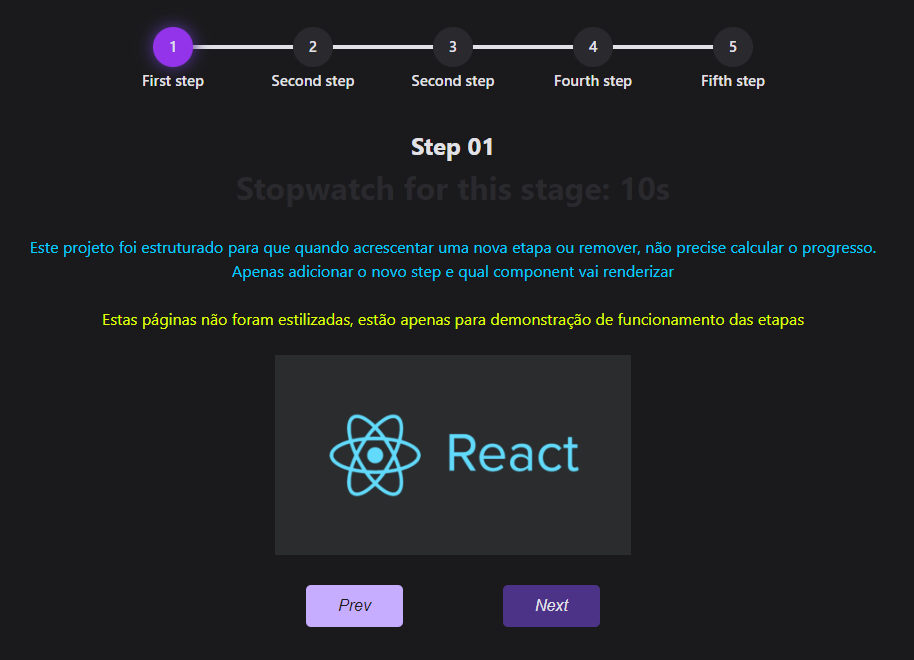 1 2 3 4 5
First step Second step Second step Fourth step Fifth step
Step 01
Stopwatch for this stage: 10s
Este projeto foi estruturado para que quando acrescentar uma nova etapa ou remover, não precise calcular o progresso.
Apenas adicionar o novo step e qual component vai renderizar
Estas páginas não foram estilizadas, estão apenas para demonstração de funcionamento das etapas
React
Prev Next